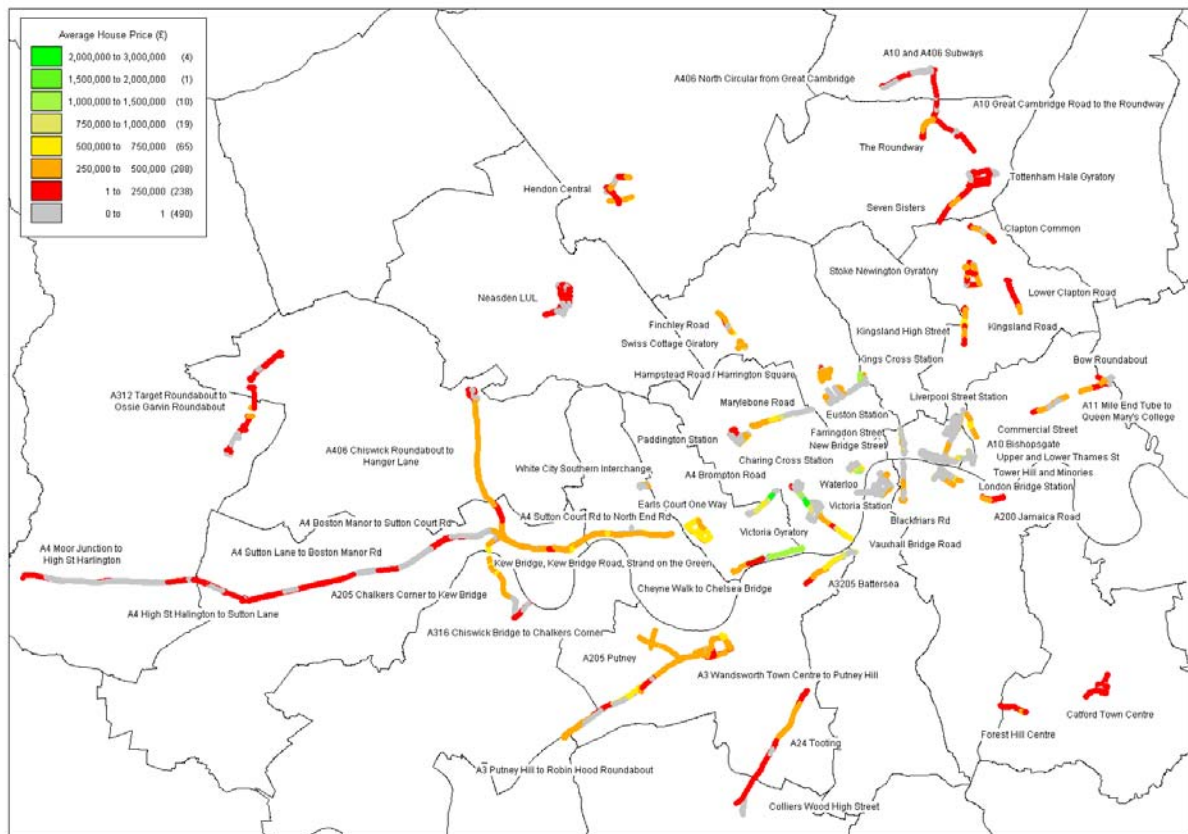 Average House Price (£)
2,000,000 to 3,000,000 (4)
1,500,000 to 2,000,000 (1)
1,000,000 to 1,500,000 (10)
750,000 to 1,000,000 (19)
500,000 to 750,000 (65)
250,000 to 500,000 (288)
1 to 250,000 (238)
0 to 1 (490)
A10 and A406 Subways
A406 North Circular from Great Cambridge
A10 Great Cambridge Road to the Roundway
The Roundway
Tottenham Hale Gyratory
Hendon Central
Seven Sisters
Clapton Common
Stoke Newington Gyratory
Neasden LUL
Lower Clapton Road
Finchley Road
Kingsland High Street
Kingsland Road
Swiss Cottage Giratory
Kings Cross Station
Bow Roundabout
Hampstead Road / Harrington Square
A312 Target Roundabout to
Ossie Garvin Roundabout
Marylebone Road
Euston Station
Liverpool Street Station
A11 Mile End Tube to
Queen Mary's College
Farringdon Street
New Bridge Street
Commercial Street
Paddington Station
A10 Bishopsgate
A406 Chiswick Roundabout to
Hanger Lane
Charing Cross Station
Upper and Lower Thames St
White City Southern Interchange
A4 Brompton Road
Tower Hill and Minories
Waterloo
London Bridge Station
Earls Court One Way
Victoria Station
A4 Boston Manor to Sutton Court Rd
A4 Sutton Court Rd to North End Rd
Blackfriars Rd
A200 Jamaica Road
Victoria Gyratory
A4 Moor Junction to
High St Harlington
A4 Sutton Lane to Boston Manor Rd
Vauxhall Bridge Road
Kew Bridge, Kew Bridge Road, Strand on the Green
A205 Chalkers Corner to Kew Bridge
Cheyne Walk to Chelsea Bridge
A3205 Battersea
A4 High St Halington to Sutton Lane
A316 Chiswick Bridge to Chalkers Corner
A205 Putney
A3 Wandsworth Town Centre to Putney Hill
Catford Town Centre
Forest Hill Centre
A24 Tooting
A3 Putney Hill to Robin Hood Roundabout
Colliers Wood High Street